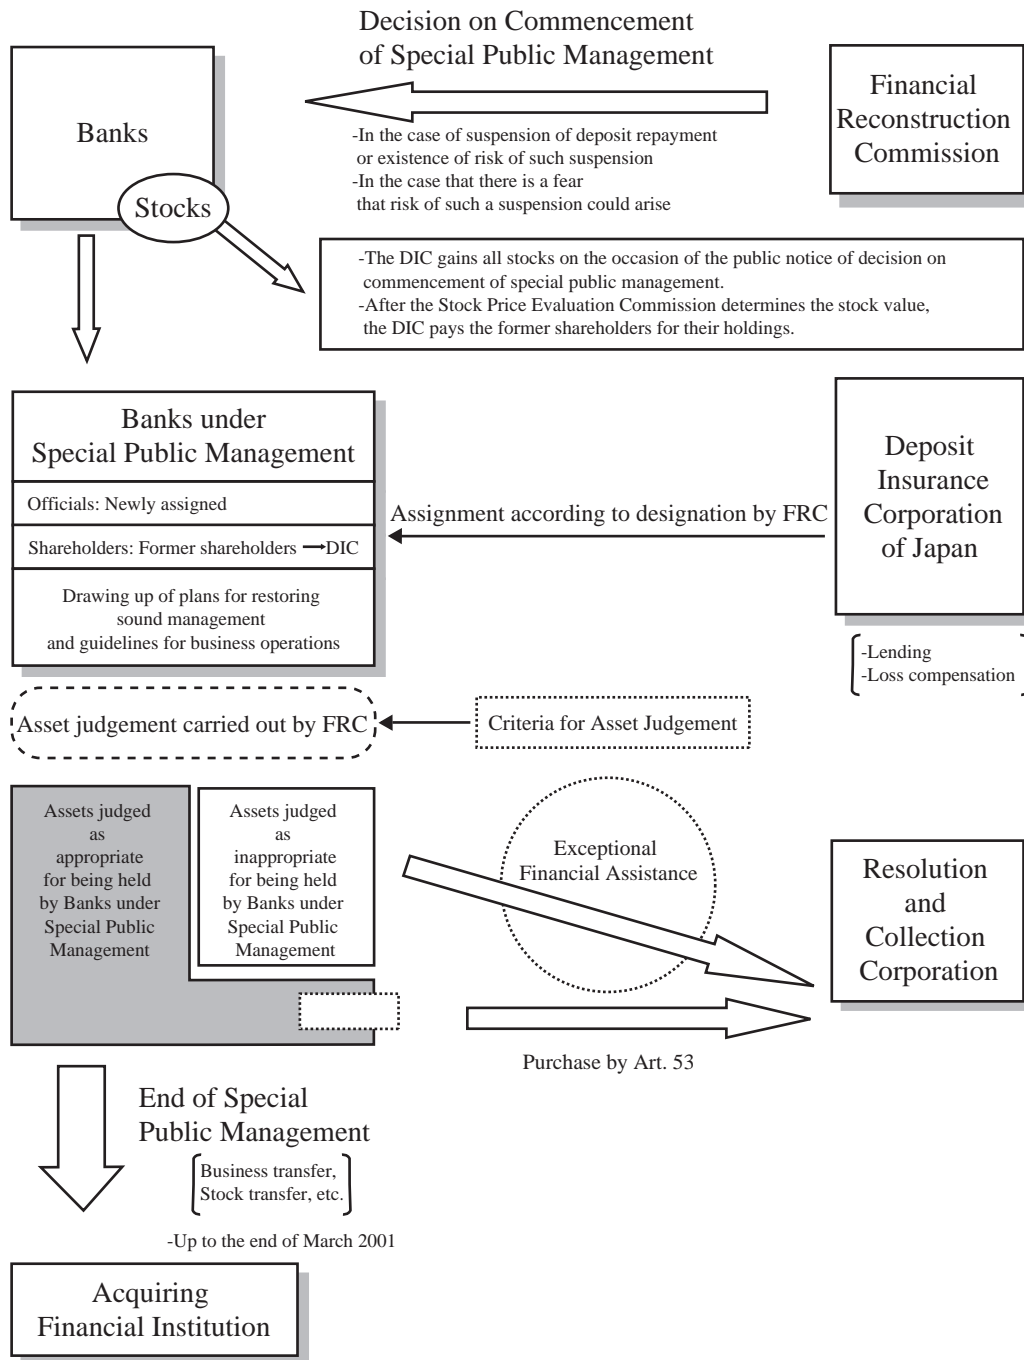 Decision on Commencement
of Special Public Management
Banks
Stocks
Financial
Reconstruction
Commission
-In the case of suspension of deposit repayment
or existence of risk of such suspension
-In the case that there is a fear
that risk of such a suspension could arise
-The DIC gains all stocks on the occasion of the public notice of decision on
commencement of special public management.
-After the Stock Price Evaluation Commission determines the stock value,
the DIC pays the former shareholders for their holdings.
Banks under
Special Public Management
Officials: Newly assigned
Shareholders: Former shareholders → DIC
Drawing up of plans for restoring
sound management
and guidelines for business operations
Assignment according to designation by FRC
Deposit
Insurance
Corporation
of Japan
-Lending
-Loss compensation
Asset judgement carried out by FRC
Criteria for Asset Judgement
Assets judged
as
appropriate
for being held
by Banks under
Special Public
Management
Assets judged
as
inappropriate
for being held
by Banks under
Special Public
Management
Exceptional
Financial Assistance
Resolution
and
Collection
Corporation
Purchase by Art. 53
End of Special
Public Management
Business transfer,
Stock transfer, etc.
-Up to the end of March 2001
Acquiring
Financial Institution